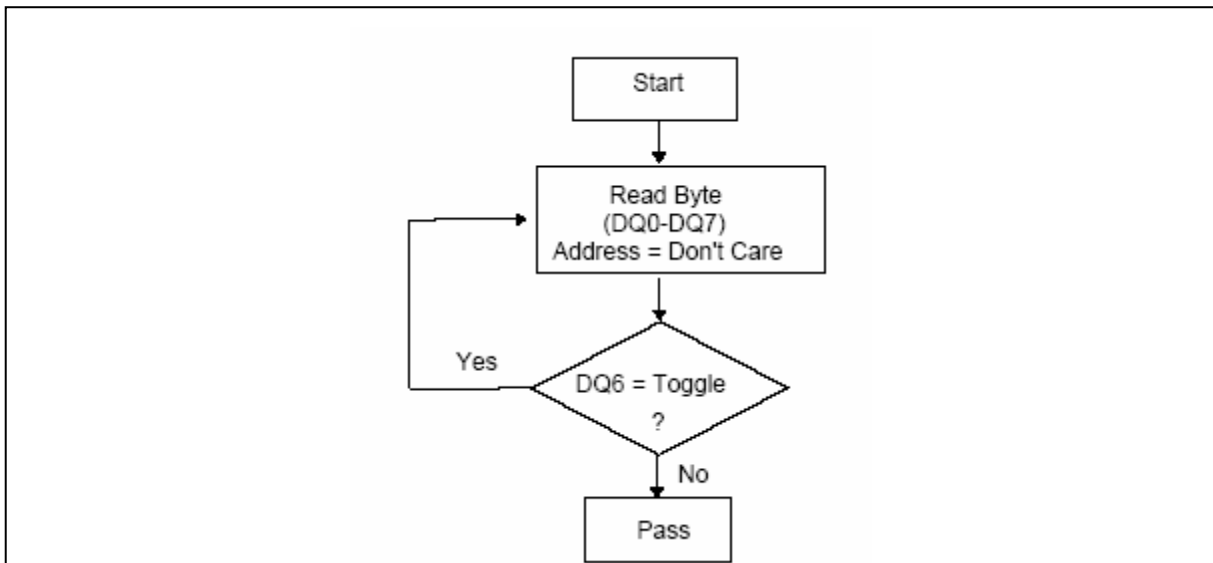 Start
Read Byte
(DQ0-DQ7)
Address = Don't Care
Yes
DQ6 = Toggle
?
No
Pass